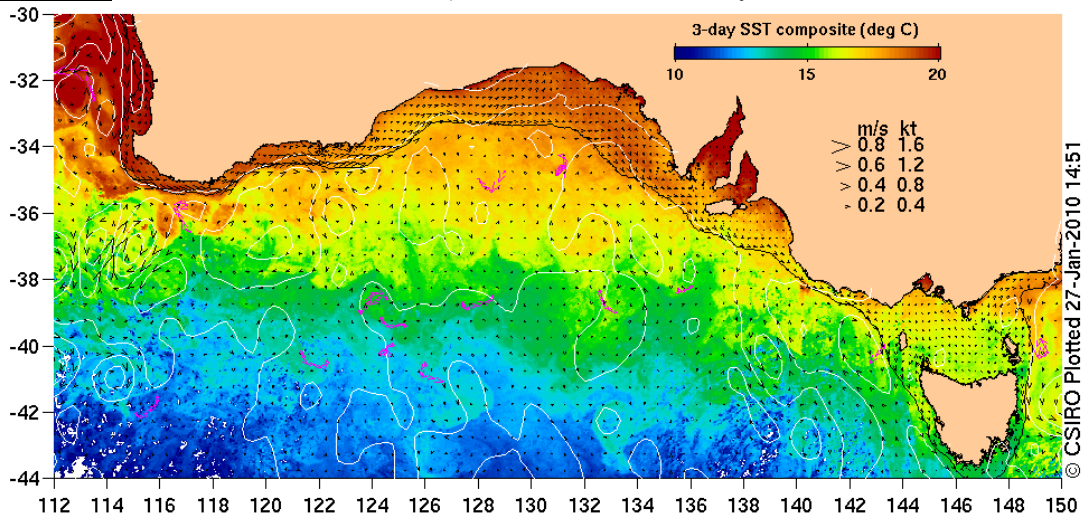 3-day SST composite (deg C)
10 15 20
m/s kt
> 0.8 1.6
> 0.6 1.2
> 0.4 0.8
> 0.2 0.4
-30
-32
-34
-36
-38
-40
-42
-44
112 114 116 118 120 122 124 126 128 130 132 134 136 138 140 142 144 146 148 150
© CSIRO Plotted 27-Jan-2010 14:51